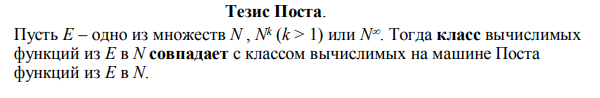 Тезис Поста.
Пусть E – одно из множеств N , Nᵏ (k > 1) или N∞. Тогда класс вычислимых
функций из E в N совпадает с классом вычислимых на машине Поста
функций из E в N.